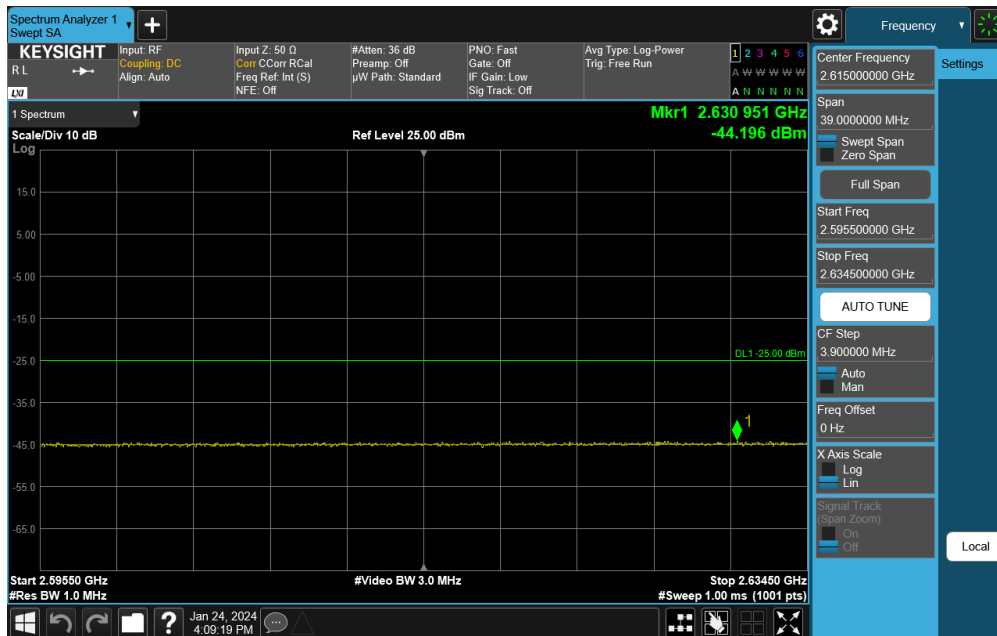 Spectrum Analyzer 1
Swept SA
Frequency
KEYSIGHT
R L
LXI
Input: RF
Coupling: DC
Align: Auto
Input Z: 50 Ω
Corr CCorr RCal
Freq Ref: Int (S)
NFE: Off
#Atten: 36 dB
Preamp: Off
µW Path: Standard
PNO: Fast
Gate: Off
IF Gain: Low
Sig Track: Off
Avg Type: Log-Power
Trig: Free Run
1 2 3 4 5 6
A W W W W W
A N N N N N
1 Spectrum
Scale/Div 10 dB
Log
Ref Level 25.00 dBm
Mkr1 2.630 951 GHz
-44.196 dBm
15.0
5.00
-5.00
-15.0
-25.0
DL1 -25.00 dBm
-35.0
1
-45.0
-55.0
-65.0
Start 2.59550 GHz
#Res BW 1.0 MHz
#Video BW 3.0 MHz
Stop 2.63450 GHz
#Sweep 1.00 ms (1001 pts)
Center Frequency
2.615000000 GHz
Settings
Span
39.0000000 MHz
Swept Span
Zero Span
Full Span
Start Freq
2.595500000 GHz
Stop Freq
2.634500000 GHz
AUTO TUNE
CF Step
3.900000 MHz
Auto
Man
Freq Offset
0 Hz
X Axis Scale
Log
Lin
Signal Track
(Span Zoom)
On
Off
Local
?
Jan 24, 2024
4:09:19 PM